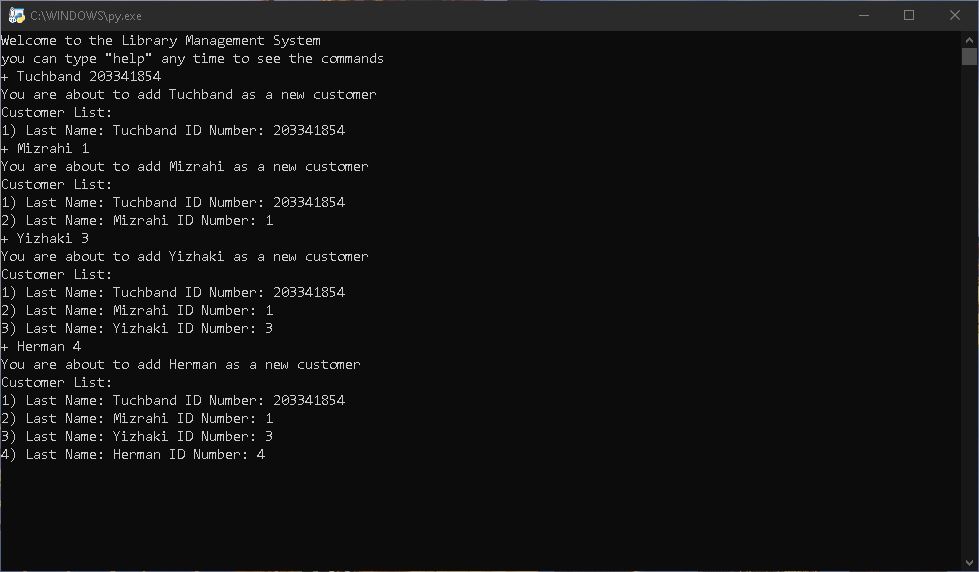 C:\WINDOWS\py.exe
Welcome to the Library Management System
you can type "help" any time to see the commands
+ Tuchband 203341854
You are about to add Tuchband as a new customer
Customer List:
1) Last Name: Tuchband ID Number: 203341854
+ Mizrahi 1
You are about to add Mizrahi as a new customer
Customer List:
1) Last Name: Tuchband ID Number: 203341854
2) Last Name: Mizrahi ID Number: 1
+ Yizhaki 3
You are about to add Yizhaki as a new customer
Customer List:
1) Last Name: Tuchband ID Number: 203341854
2) Last Name: Mizrahi ID Number: 1
3) Last Name: Yizhaki ID Number: 3
+ Herman 4
You are about to add Herman as a new customer
Customer List:
1) Last Name: Tuchband ID Number: 203341854
2) Last Name: Mizrahi ID Number: 1
3) Last Name: Yizhaki ID Number: 3
4) Last Name: Herman ID Number: 4